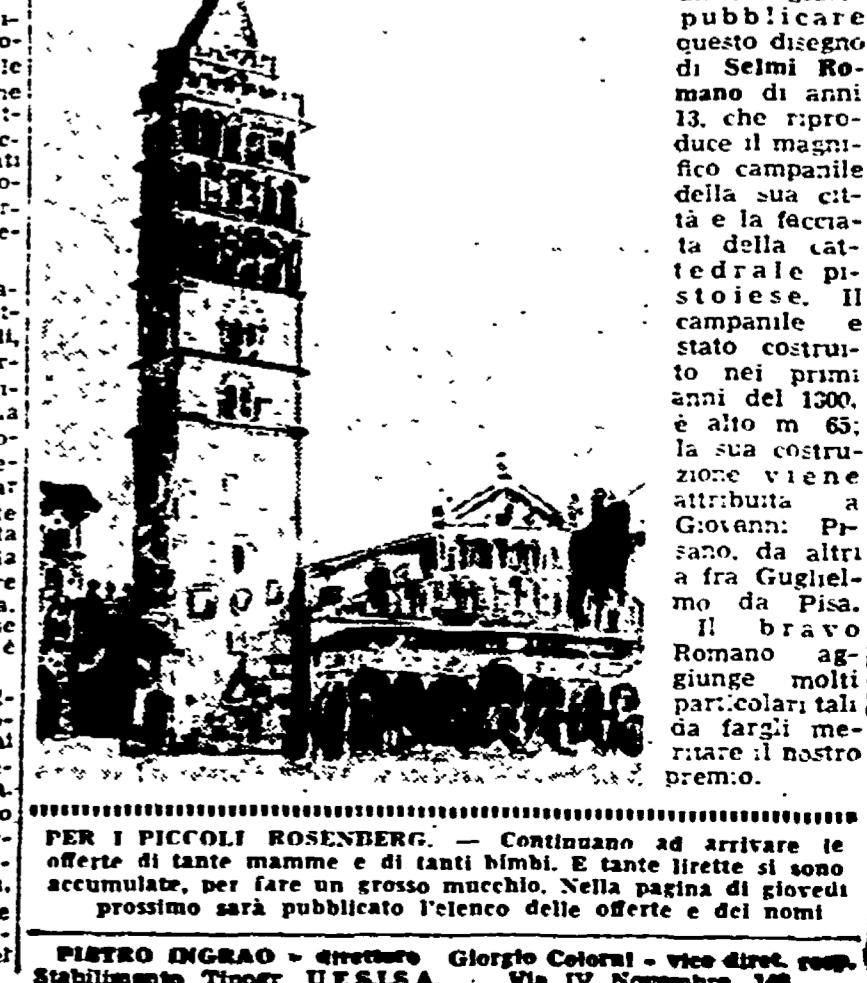 pubblicare
questo disegno
di Selmi Ro-
mano di anni
13, che ripro-
duce il magni-
fico campanile
della sua cit-
tà e la faccia-
ta della cat-
tedrale pi-
stoiese. Il
campanile e
stato costrui-
to nei primi
anni del 1300,
è alto m 65;
la sua costru-
zione viene
attribuita a
Giovanni Pi-
sano, da altri
a fra Gugliel-
mo da Pisa.
Il bravo
Romano ag-
giunge molti
particolari tali
da fargli me-
ritare il nostro
premio.
PER I PICCOLI ROSENBERG. — Continuano ad arrivare le
offerte di tante mamme e di tanti bimbi. E tante lirette si sono
accumulate, per fare un grosso mucchio. Nella pagina di giovedì
prossimo sarà pubblicato l'elenco delle offerte e dei nomi
PIETRO INGRAO - direttore Giorgio Colorni - vice diret. resp.
Stabilimento Tipogr. U.E.S.I.S.A. - Via IV Novembre, 149